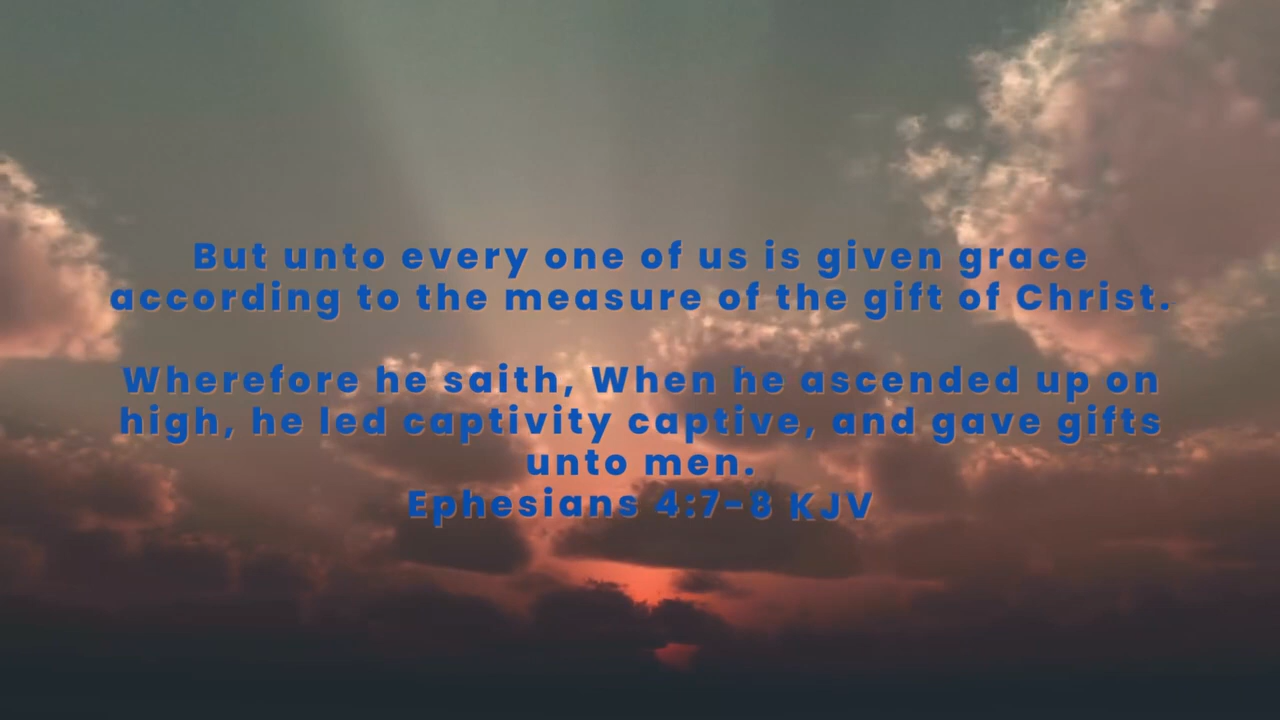 But unto every one of us is given grace
according to the measure of the gift of Christ.
Wherefore he saith, When he ascended up on
high, he led captivity captive, and gave gifts
unto men.
Ephesians 4:7-8 KJV